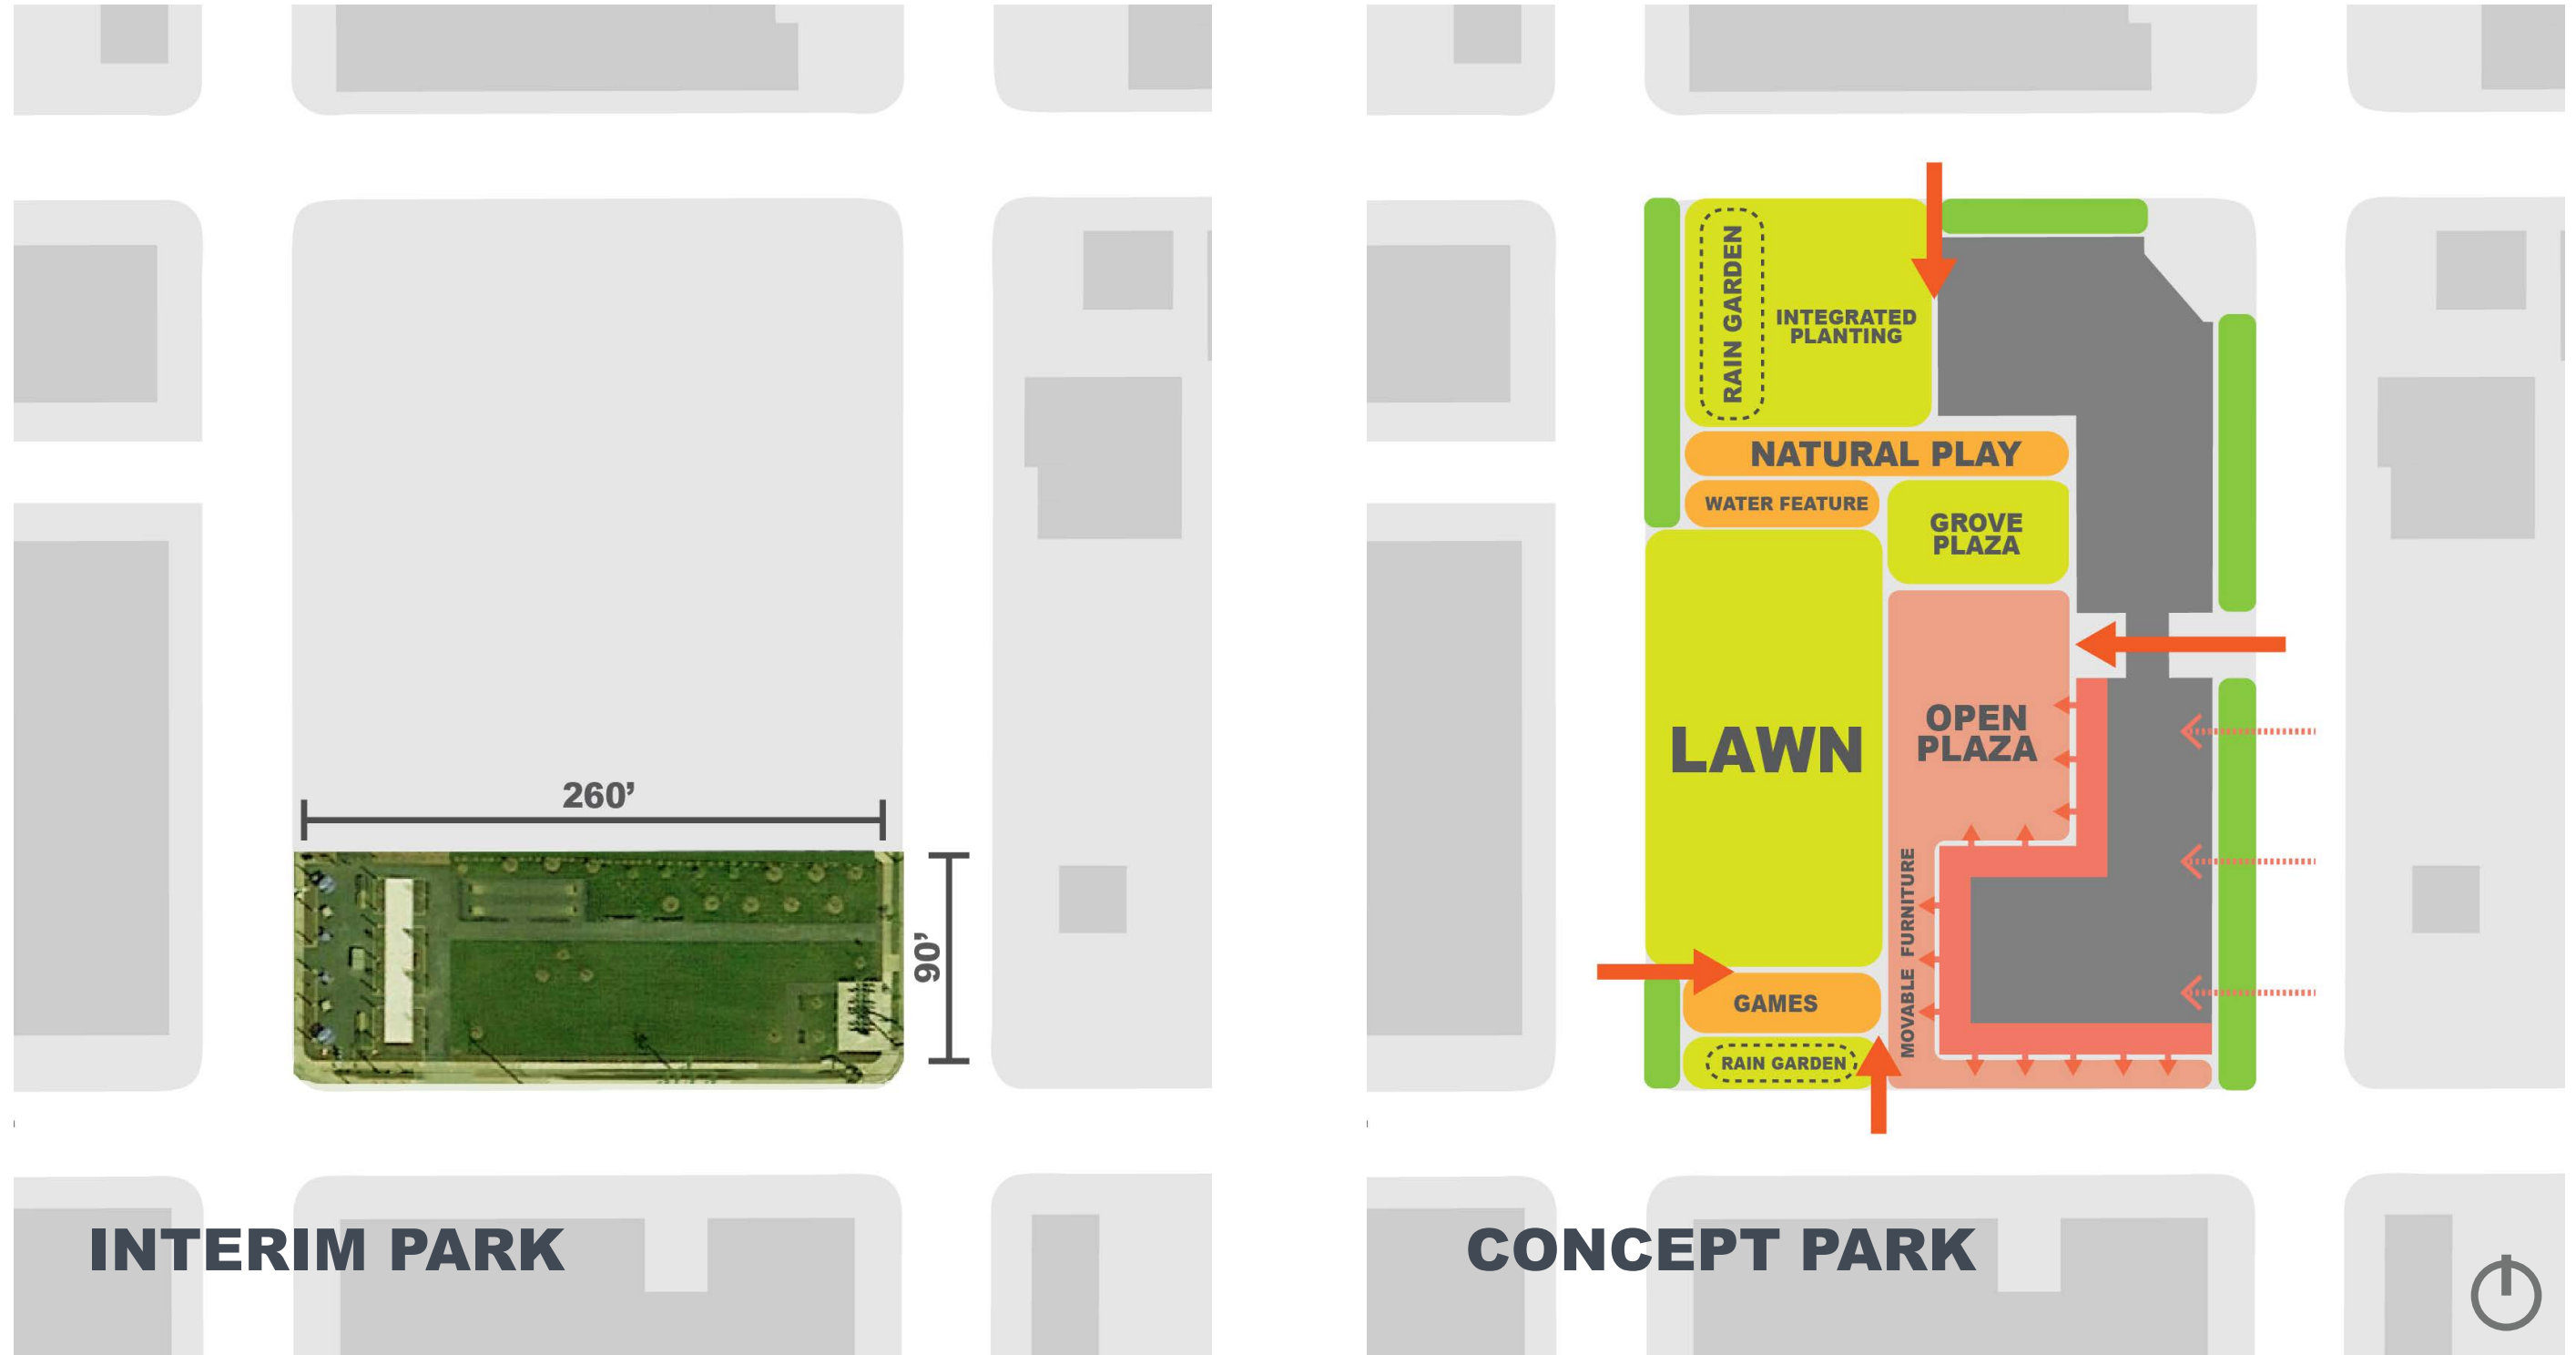 260’
90’
INTERIM PARK
RAIN GARDEN
INTEGRATED
PLANTING
NATURAL PLAY
WATER FEATURE
GROVE
PLAZA
LAWN
OPEN
PLAZA
MOVABLE FURNITURE
GAMES
RAIN GARDEN
CONCEPT PARK